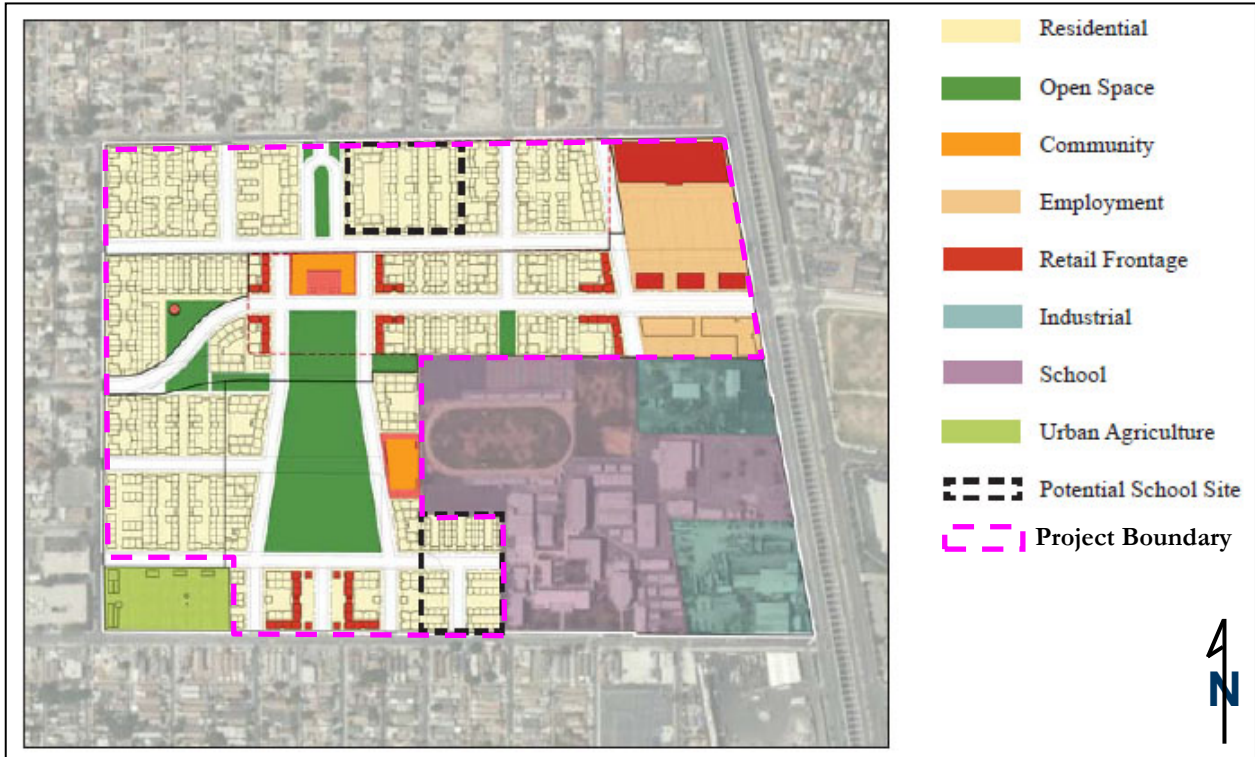 Residential
Open Space
Community
Employment
Retail Frontage
Industrial
School
Urban Agriculture
Potential School Site
Project Boundary
N